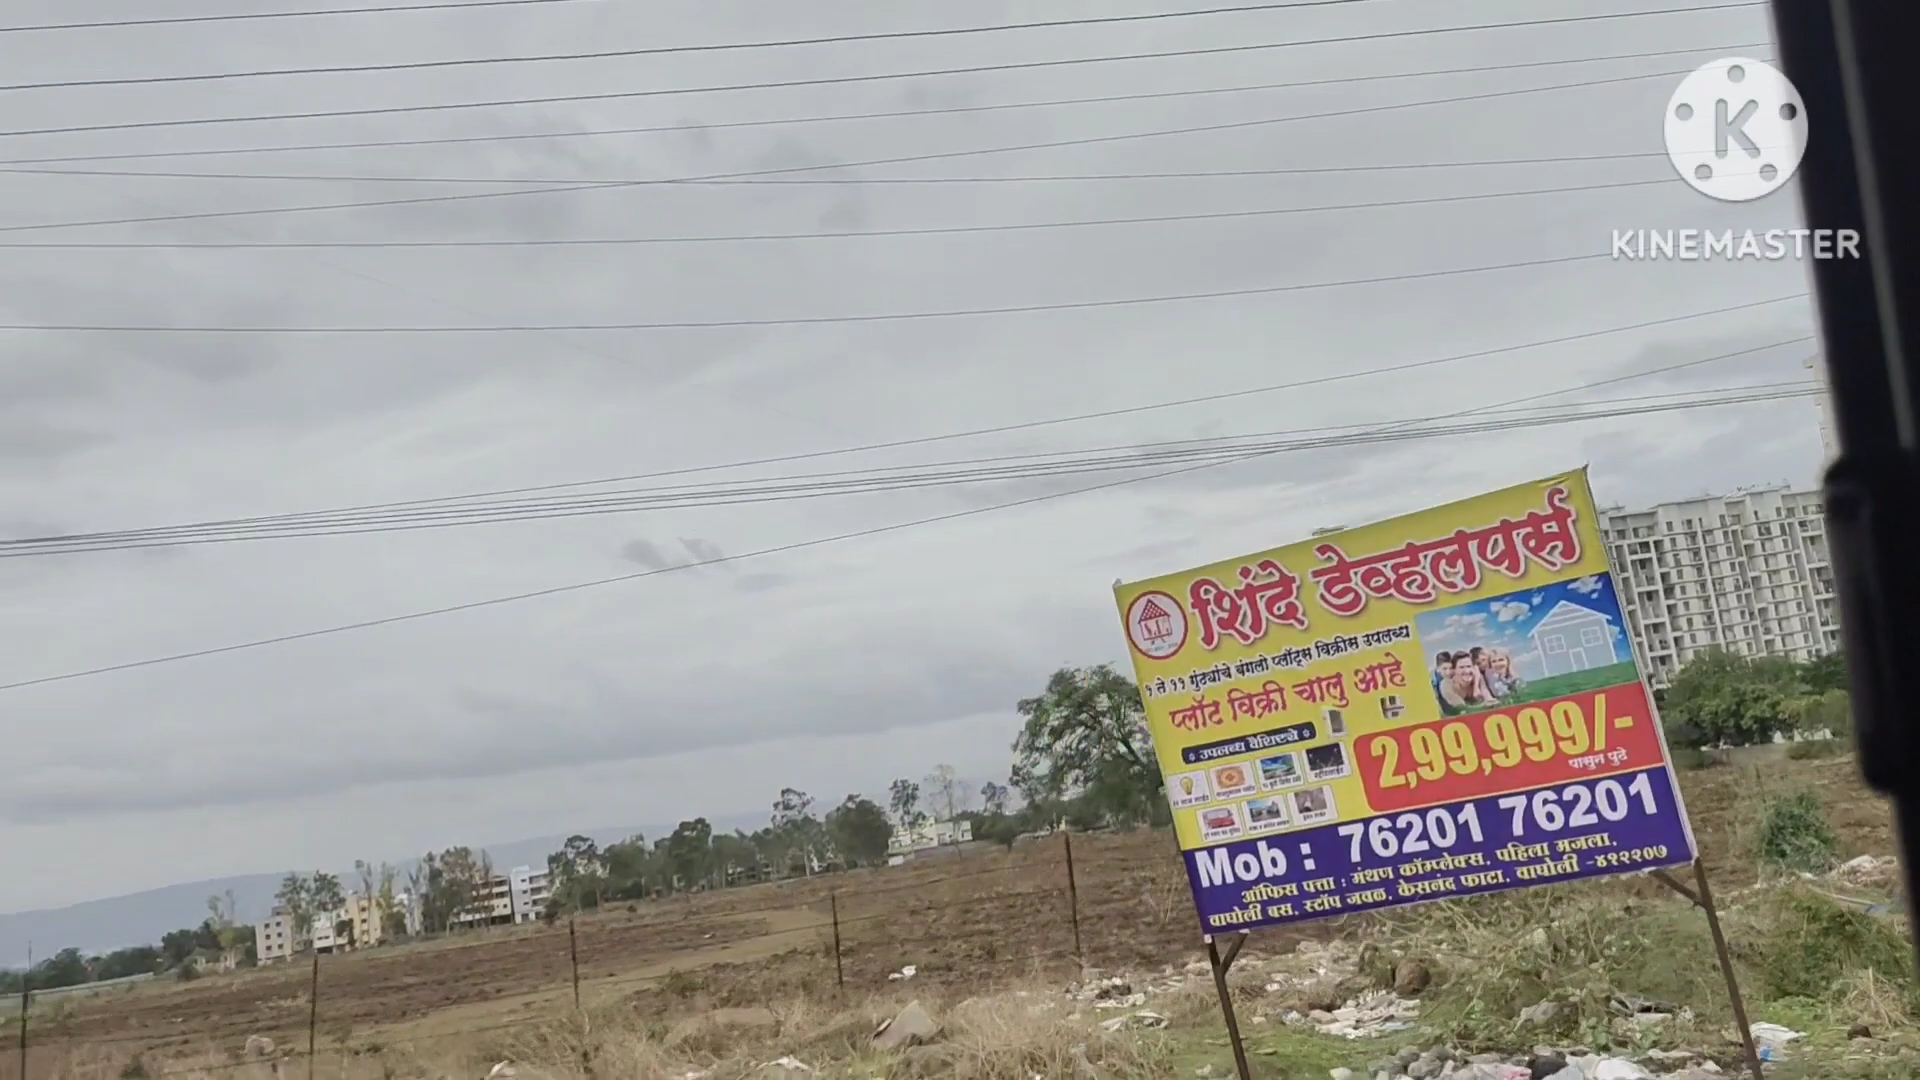 K
KINEMASTER
शिंदे डेव्हलपर्स
१ ते ११ गुंठ्यांचे बंगलो प्लॉट्स विक्रीस उपलब्ध
प्लॉट विक्री चालु आहे
उपलब्ध वैशिष्ट्ये
2,99,999/-
पासुन पुढे
Mob : 76201 76201
ऑफिस पत्ता : मंथण कॉम्प्लेक्स, पहिला मजला,
वाघोली बस, स्टॉप जवळ, केसनंद फाटा, वाघोली -४१२२०७